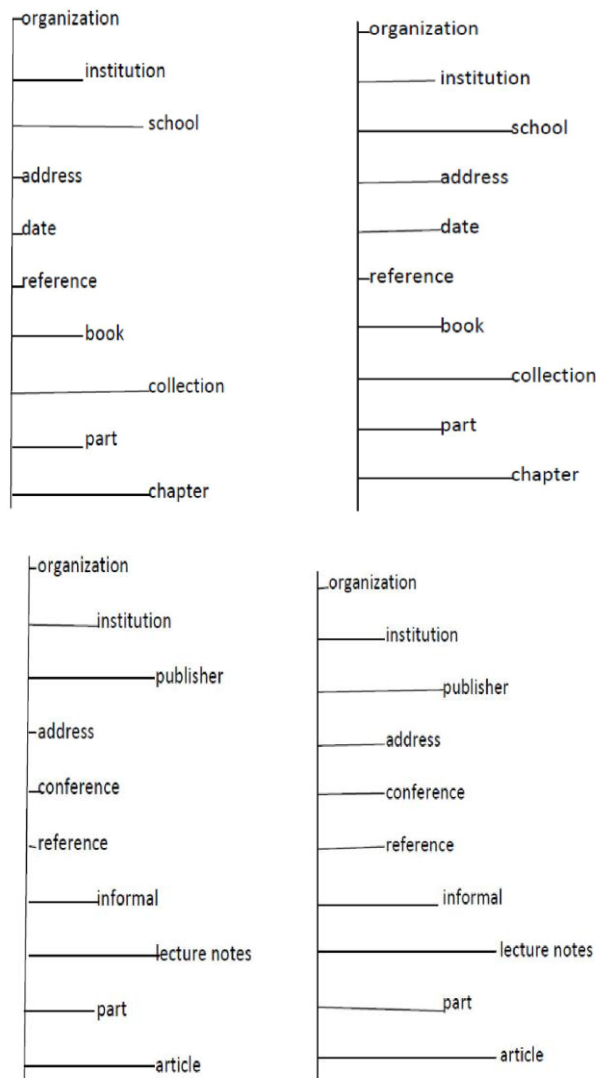 organization
institution
school
address
date
reference
book
collection
part
chapter
organization
institution
school
address
date
reference
book
collection
part
chapter
organization
institution
publisher
address
conference
reference
informal
lecture notes
part
article
organization
institution
publisher
address
conference
reference
informal
lecture notes
part
article